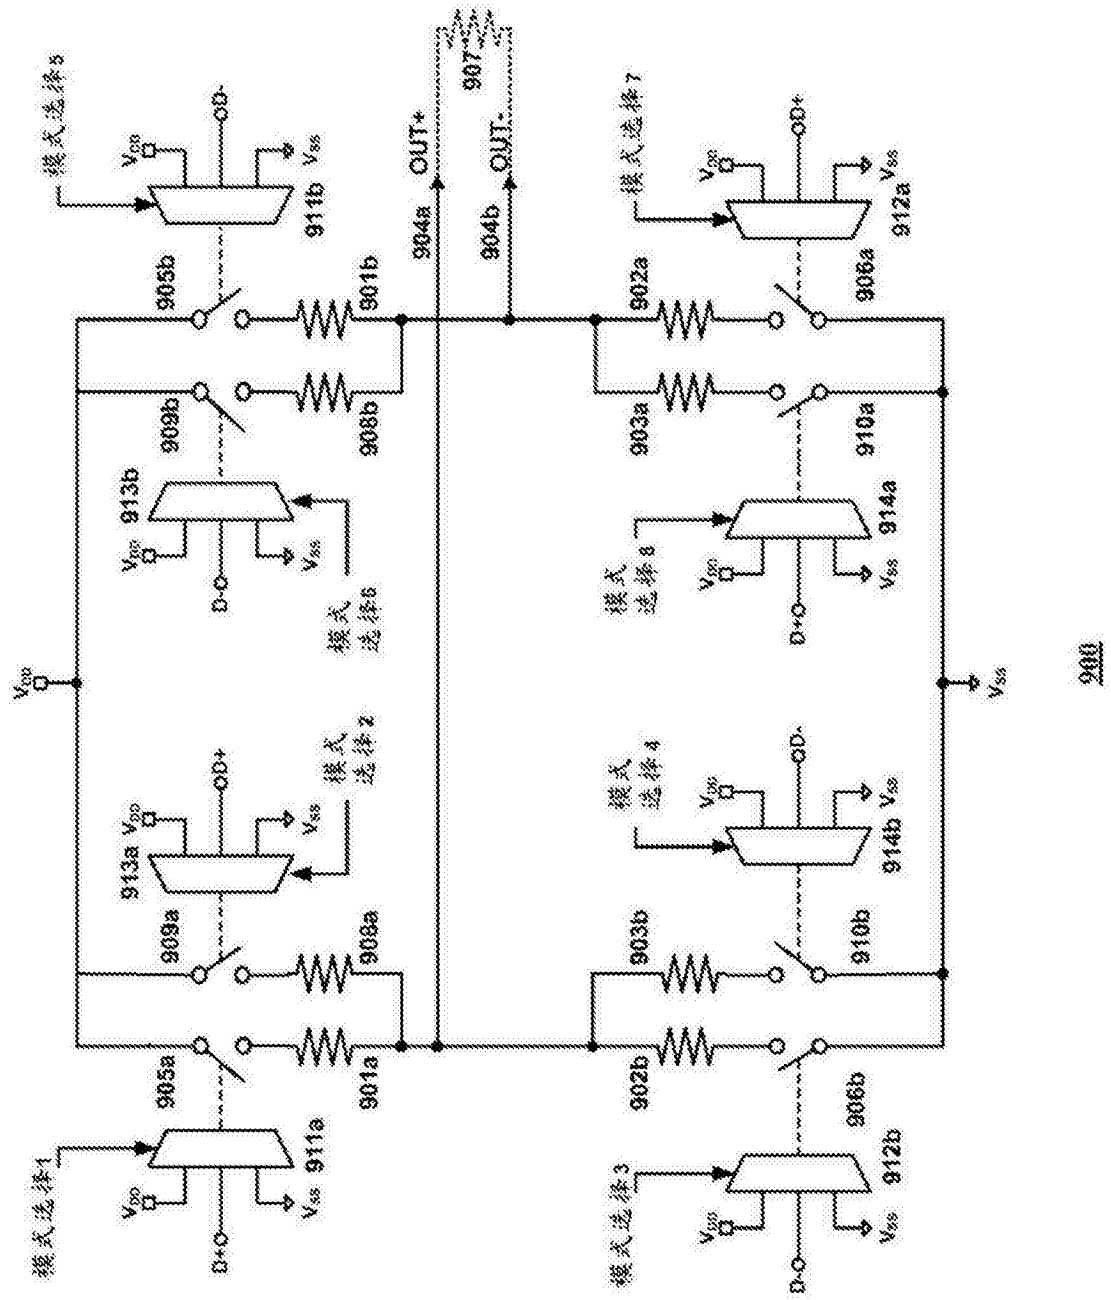 模式选择1
V_DD
D+
V_SS
911a
905a
901a
909a
908a
913a
V_DD
D+
V_SS
模式
选择2
V_DD
913b
V_DD
D-
V_SS
模式
选择6
909b
908b
905b
901b
911b
V_DD
D-
V_SS
模式选择5
904a
OUT+
904b
OUT-
907
模式选择3
V_DD
D-
V_SS
912b
906b
902b
903b
910b
914b
V_DD
D-
V_SS
模式
选择4
V_SS
模式
选择8
V_DD
D+
V_SS
914a
903a
910a
902a
906a
912a
V_DD
D+
V_SS
模式选择7
900